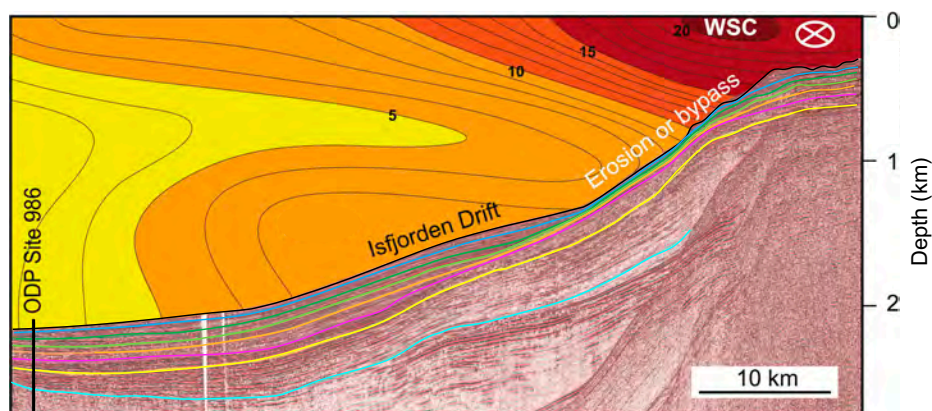 20 WSC
0
15
10
5
Erosion or bypass
1
Depth (km)
Isfjorden Drift
ODP Site 986
2
10 km